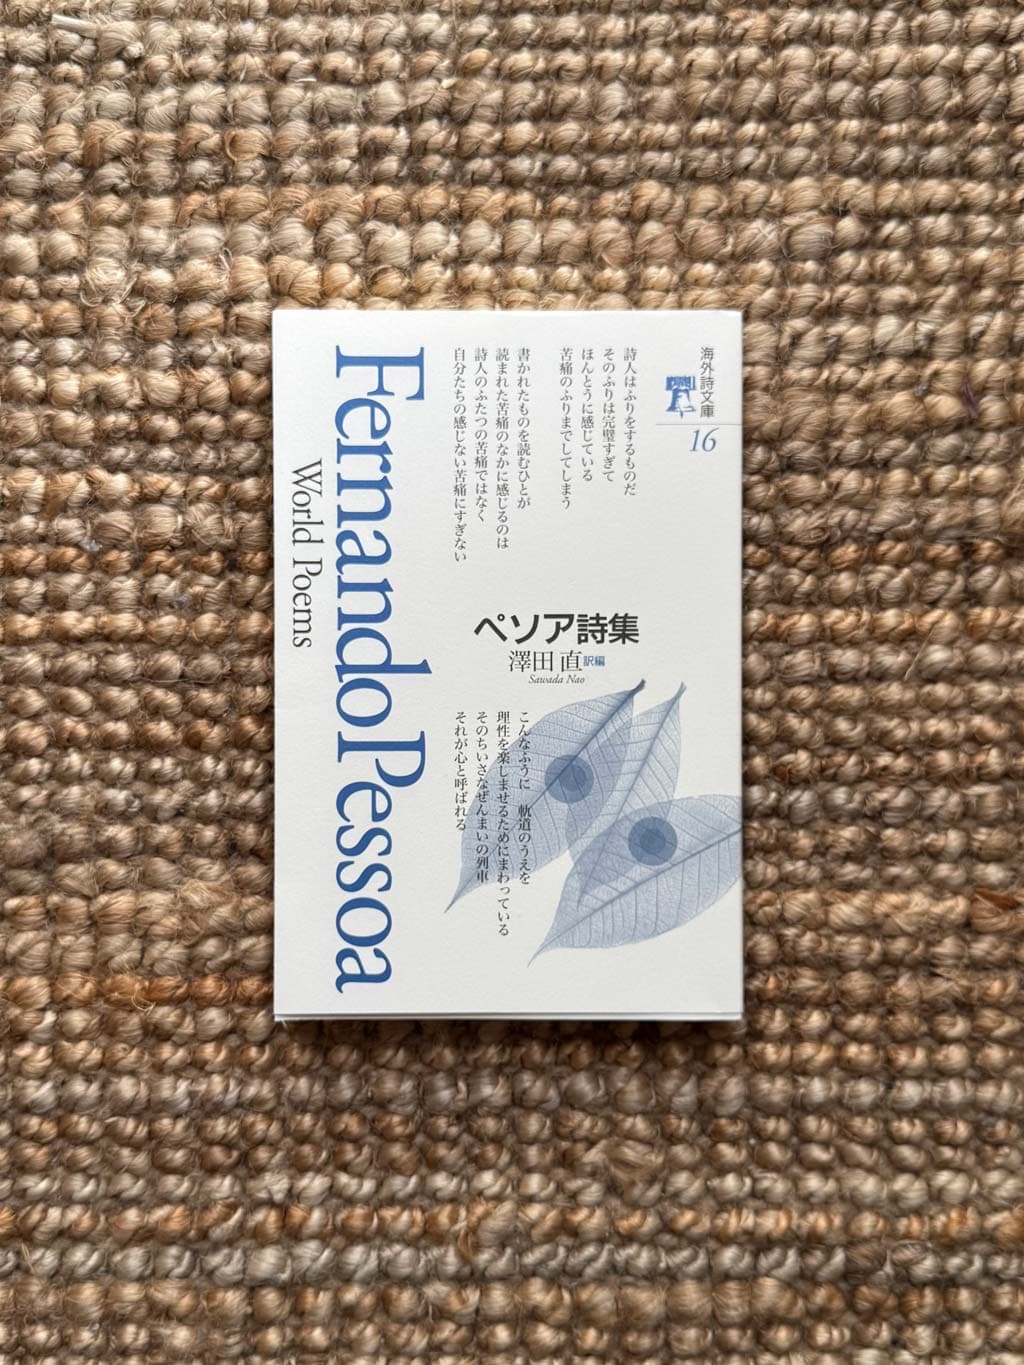 海外詩文庫
16
詩人はふりをするものだ
そのふりは完璧すぎて
ほんとうに感じている
苦痛のふりまでしてしまう
書かれたものを読むひとが
読まれた苦痛のなかに感じるのは
詩人のふたつの苦痛ではなく
自分たちの感じない苦痛にすぎない
Fernando Pessoa
World Poems
ペソア詩集
澤田 直 訳編
Sawada Nao
こんなふうに　軌道のうえを
理性を楽しませるためにまわっている
そのちいさなぜんまいの列車
それが心と呼ばれる